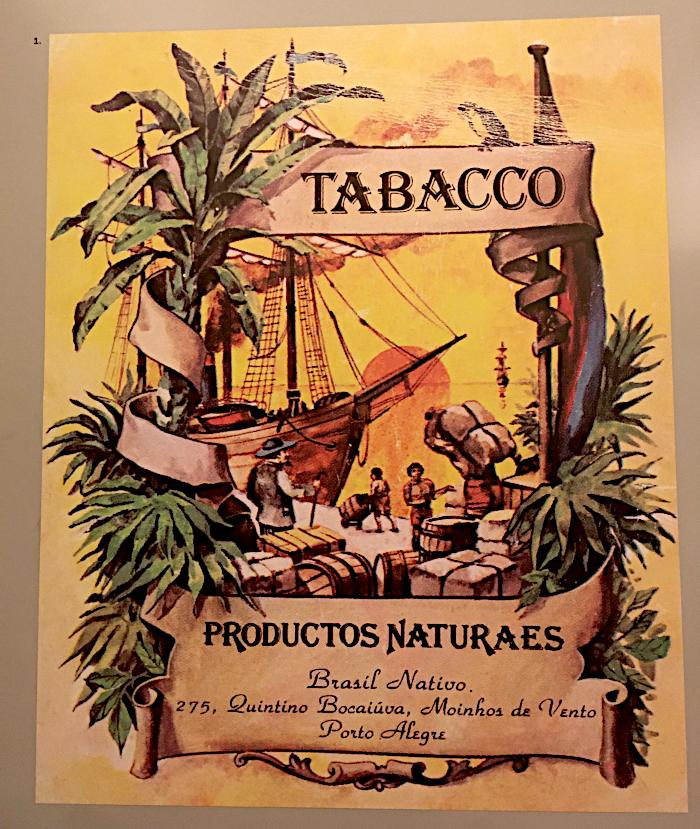 1.
TABACCO
PRODUCTOS NATURAES
Brasil Nativo.
275, Quintino Bocaiúva, Moinhos de Vento
Porto Alegre